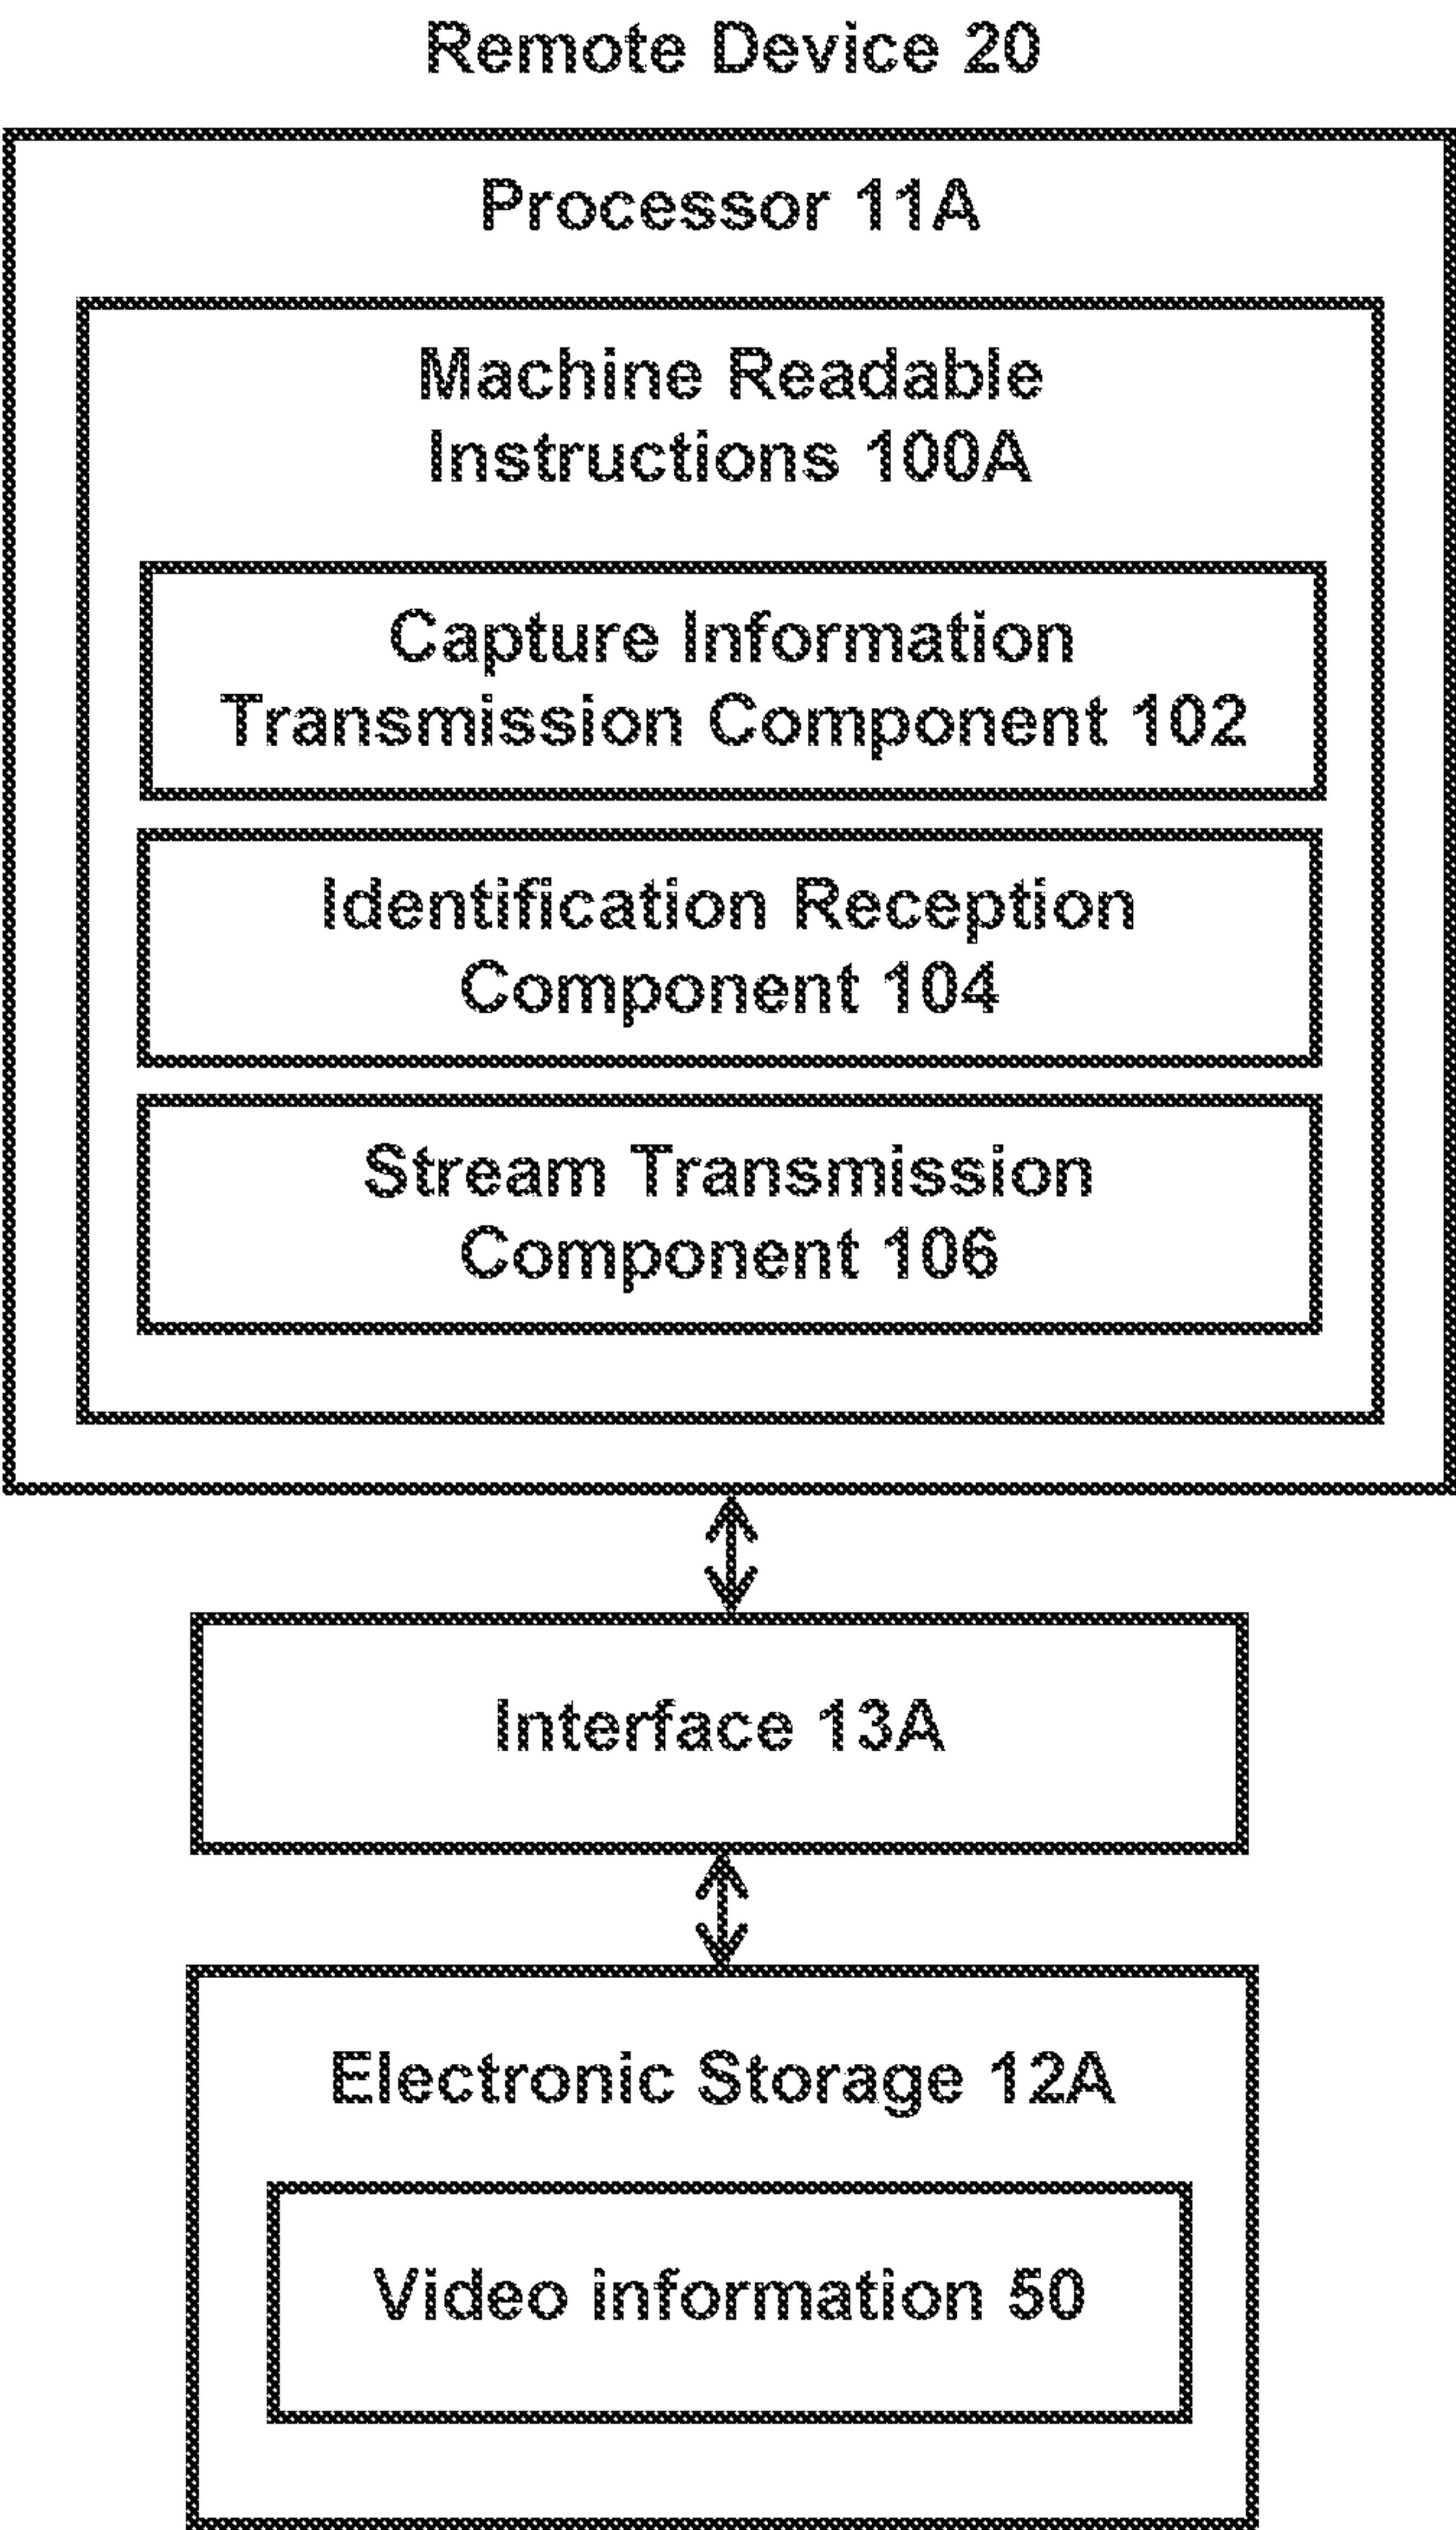 Remote Device 20
Processor 11A
Machine Readable
Instructions 100A
Capture Information
Transmission Component 102
Identification Reception
Component 104
Stream Transmission
Component 106
Interface 13A
Electronic Storage 12A
Video information 50